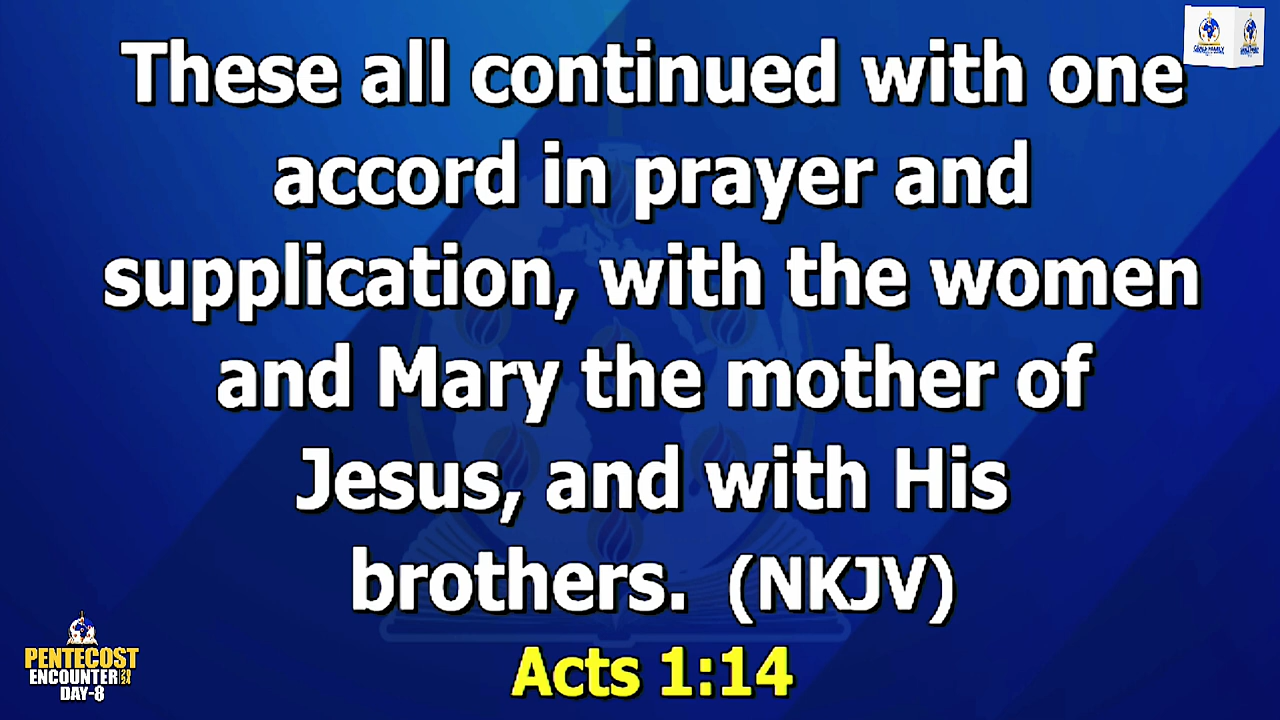 These all continued with one
accord in prayer and
supplication, with the women
and Mary the mother of
Jesus, and with His
brothers. (NKJV)
Acts 1:14
PENTECOST
ENCOUNTER 2024
DAY-8